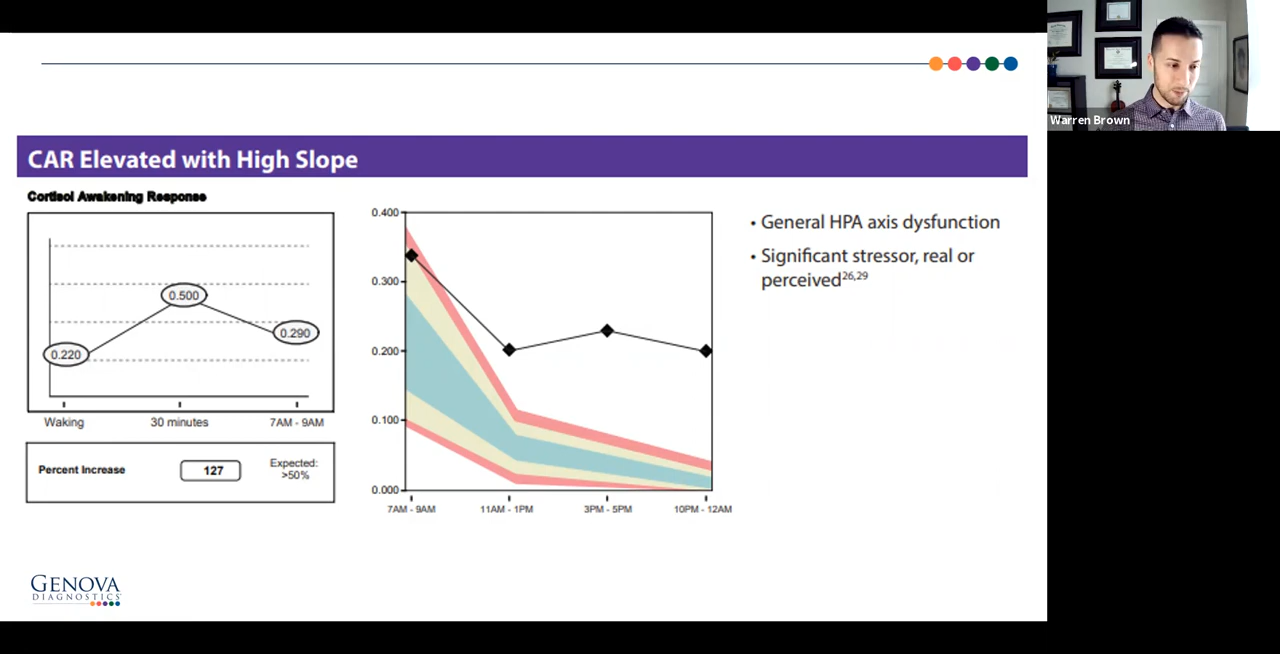 Warren Brown
CAR Elevated with High Slope
Cortisol Awakening Response
0.220
0.500
0.290
Waking
30 minutes
7AM - 9AM
Percent Increase
127
Expected:
>50%
0.400
0.300
0.200
0.100
0.000
7AM - 9AM
11AM - 1PM
3PM - 5PM
10PM - 12AM
• General HPA axis dysfunction
• Significant stressor, real or
perceived26,29
GENOVA
DIAGNOSTICS